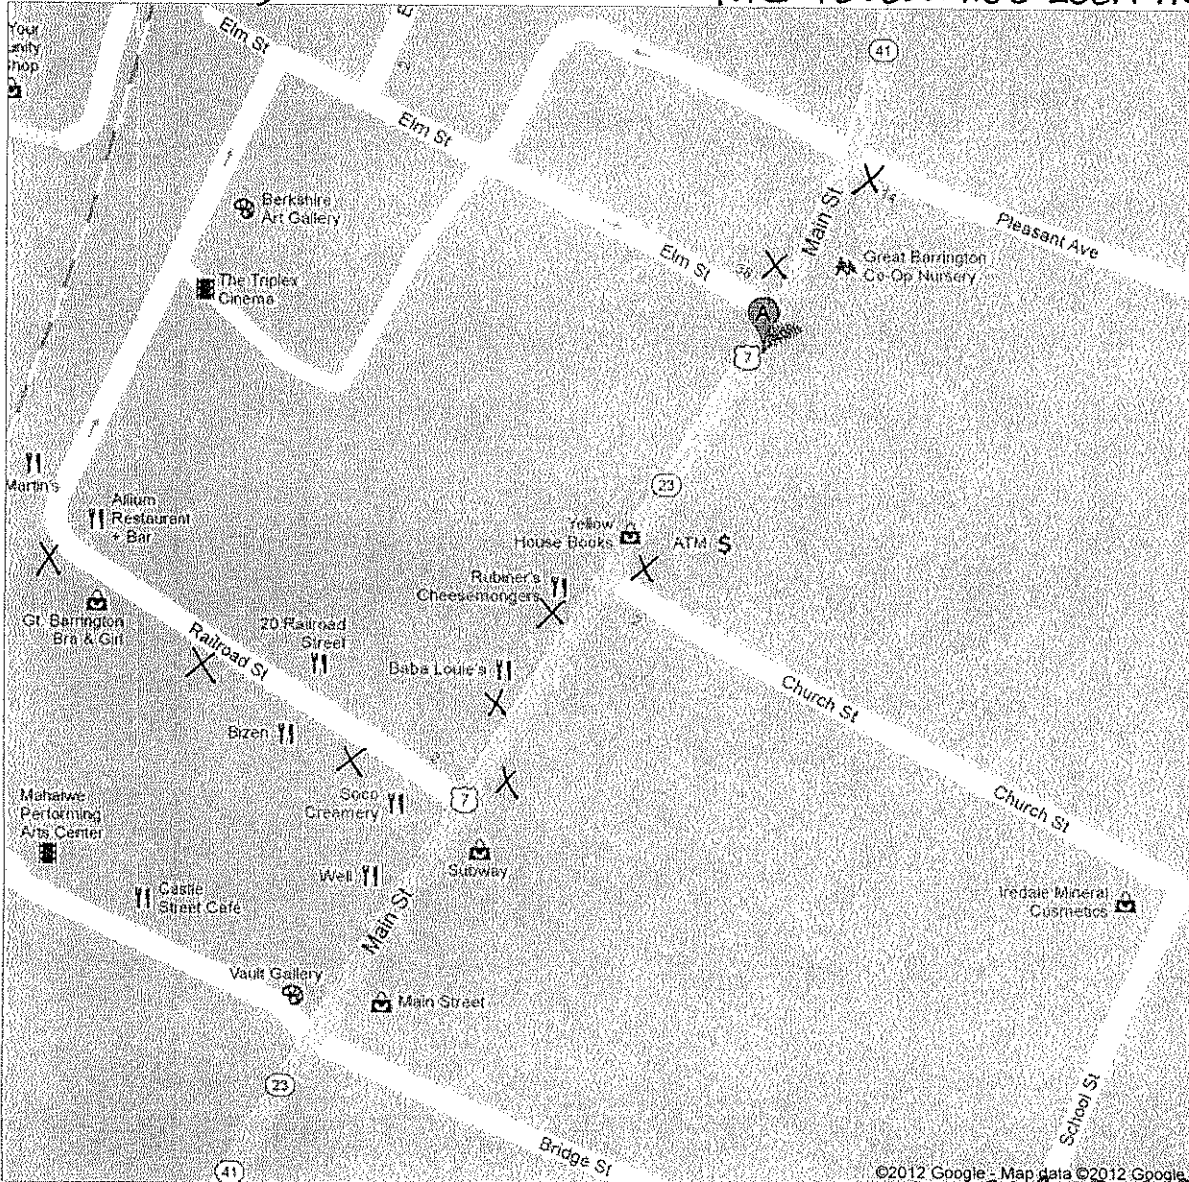 Your
unity
hop
Elm St
E
2
41
Elm St
Berkshire
Art Gallery
Main St
Pleasant Ave
Elm St
Great Barrington
Co-Op Nursery
The Triplex
Cinema
A
7
Martin's
23
Allium
Restaurant
+ Bar
Yellow
House Books
ATM $
Rubiner's
Cheesemongers
Gt. Barrington
Bra & Girl
20 Railroad
Street
Railroad St
Baba Louie's
Church St
Bizen
Mahaiwe
Performing
Arts Center
Soco
Creamery
7
Church St
Subway
Well
Castle
Street Cafe
Main St
Iredale Mineral
Cosmetics
Vault Gallery
Main Street
23
School St
Bridge St
41
©2012 Google - Map data ©2012 Google